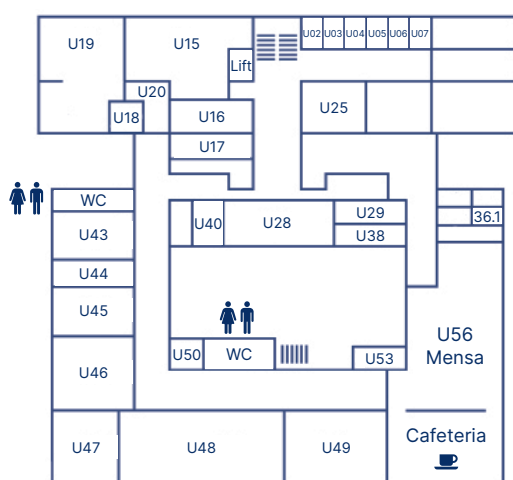 U19
U15
U02 U03 U04 U05 U06 U07
Lift
U20
U18
U16
U25
U17
WC
U40
U28
U29
U43
U38
36.1
U44
U45
U46
U50
WC
U53
U56
Mensa
Cafeteria
U47
U48
U49